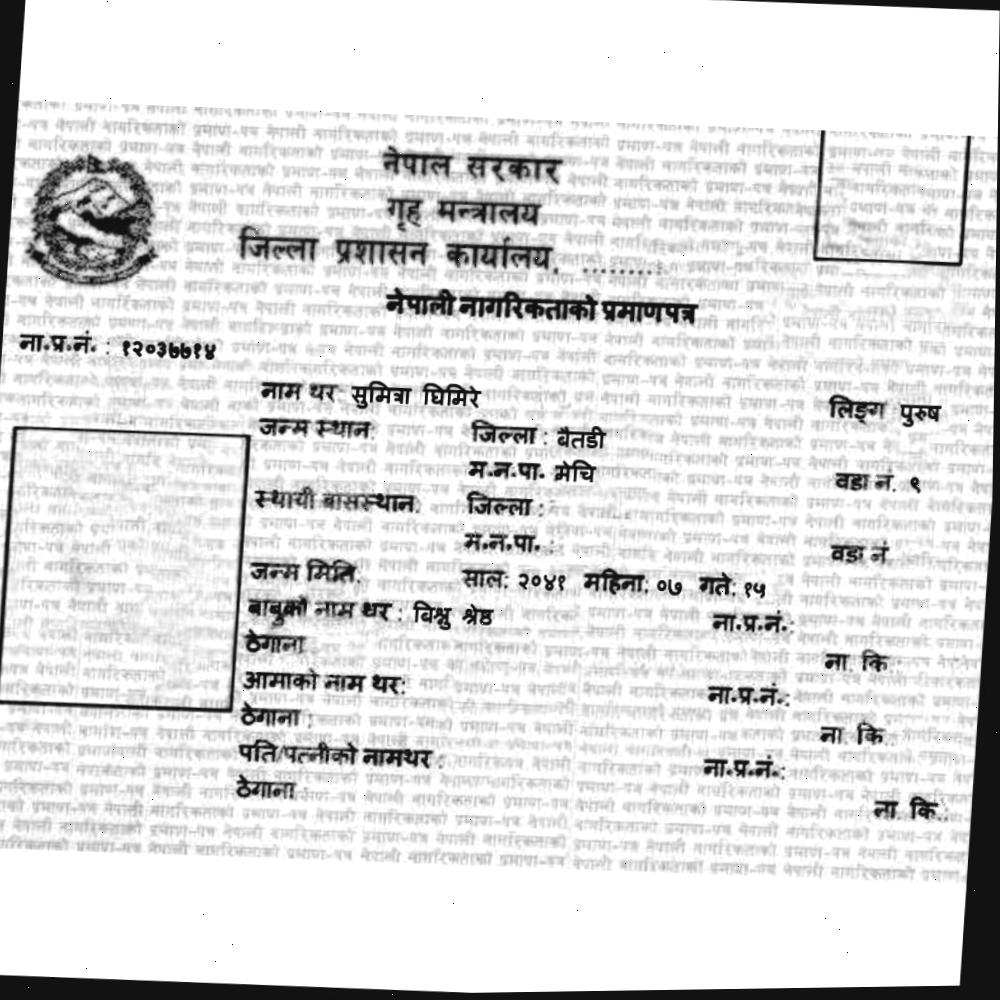 नेपाल सरकार
गृह मन्त्रालय
जिल्ला प्रशासन कार्यालय, .........
नेपाली नागरिकताको प्रमाणपत्र
ना.प्र.नं. : १२०३७७१४
नाम थर: सुमित्रा घिमिरे लिङ्ग पुरुष
जन्म स्थान: जिल्ला : बैतडी
म.न.पा. मेचि वडा नं. ९
स्थायी बासस्थान: जिल्ला :
म.न.पा. : वडा नं.
जन्म मिति: साल: २०४१ महिना: ०७ गते: १५
बाबुको नाम थर : बिश्नु श्रेष्ठ ना.प्र.नं.:
ठेगाना ना. कि.:
आमाको नाम थर: ना.प्र.नं.:
ठेगाना : ना. कि.:
पति/पत्नीको नामथर : ना.प्र.नं.:
ठेगाना : ना. कि.: